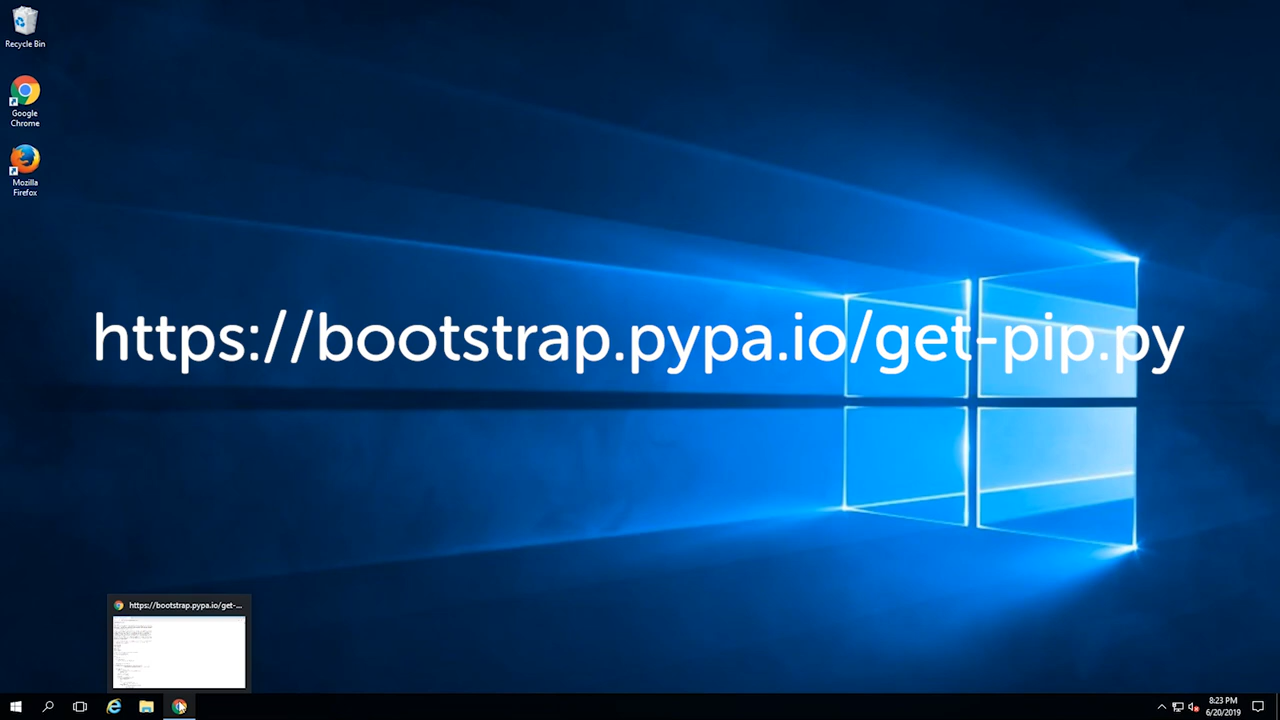 Recycle Bin
Google
Chrome
Mozilla
Firefox
https://bootstrap.pypa.io/get-pip.py
https://bootstrap.pypa.io/get-...
8:23 PM
6/20/2019